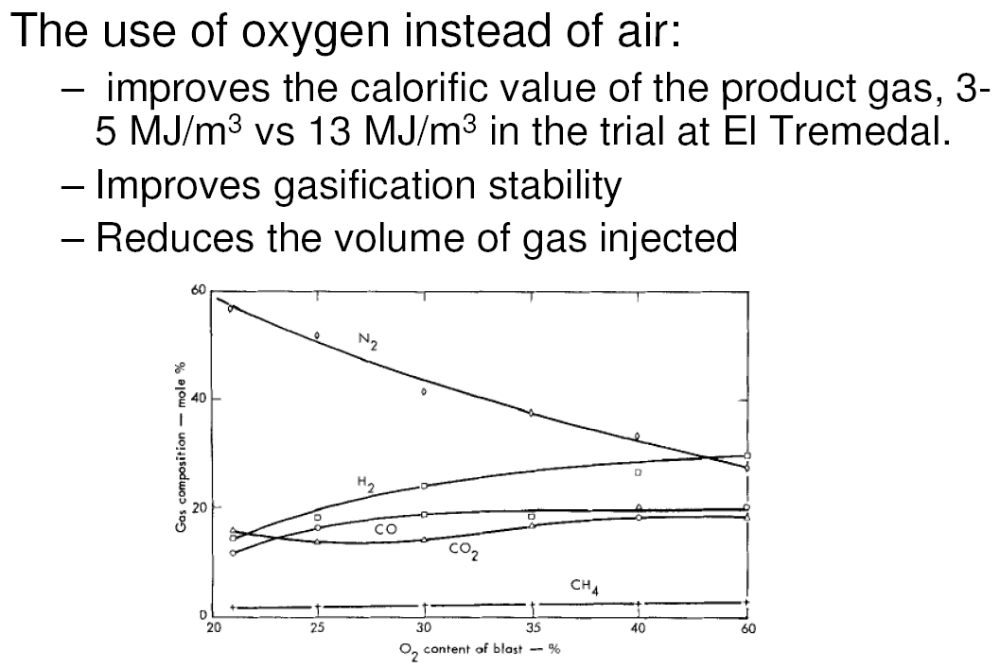 The use of oxygen instead of air:
– improves the calorific value of the product gas, 3-
5 MJ/m³ vs 13 MJ/m³ in the trial at El Tremedal.
– Improves gasification stability
– Reduces the volume of gas injected
60
N₂
40
Gas composition — mole %
H₂
20
CO
CO₂
CH₄
0
20 25 30 35 40 60
O₂ content of blast — %